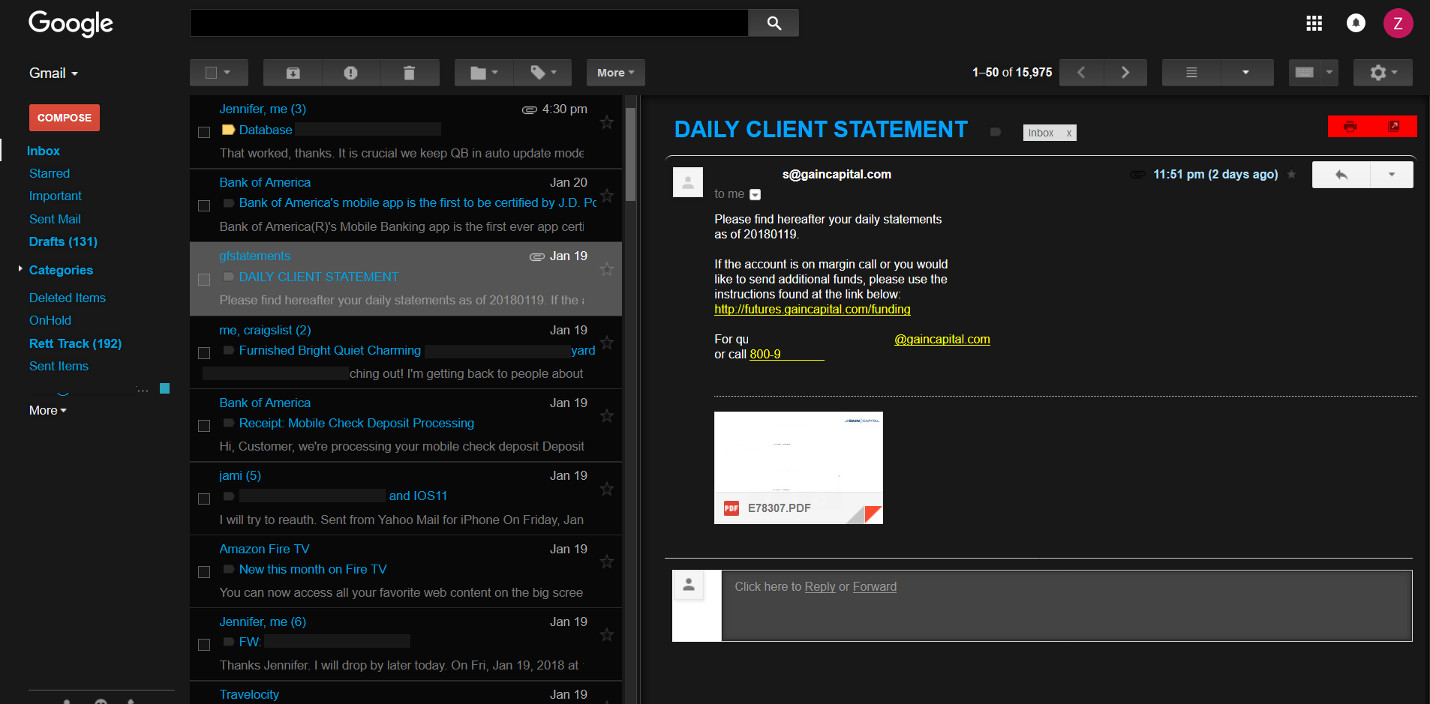 Google
Z
Gmail
More
1–50 of 15,975
COMPOSE
Inbox
Starred
Important
Sent Mail
Drafts (131)
Categories
Deleted Items
OnHold
Rett Track (192)
Sent Items
...
More
Jennifer, me (3) 4:30 pm
Database
That worked, thanks. It is crucial we keep QB in auto update mode
Bank of America Jan 20
Bank of America's mobile app is the first to be certified by J.D. Po
Bank of America(R)'s Mobile Banking app is the first ever app certi
gfstatements Jan 19
DAILY CLIENT STATEMENT
Please find hereafter your daily statements as of 20180119. If the a
me, craigslist (2) Jan 19
Furnished Bright Quiet Charming yard
ching out! I'm getting back to people about
Bank of America Jan 19
Receipt: Mobile Check Deposit Processing
Hi, Customer, we're processing your mobile check deposit Deposit
jami (5) Jan 19
and IOS11
I will try to reauth. Sent from Yahoo Mail for iPhone On Friday, Jan
Amazon Fire TV Jan 19
New this month on Fire TV
You can now access all your favorite web content on the big scree
Jennifer, me (6) Jan 19
FW:
Thanks Jennifer. I will drop by later today. On Fri, Jan 19, 2018 at
Travelocity Jan 19
DAILY CLIENT STATEMENT Inbox x
s@gaincapital.com 11:51 pm (2 days ago)
to me
Please find hereafter your daily statements
as of 20180119.
If the account is on margin call or you would
like to send additional funds, please use the
instructions found at the link below:
http://futures.gaincapital.com/funding
For qu @gaincapital.com
or call 800-9
GAIN CAPITAL
PDF E78307.PDF
Click here to Reply or Forward